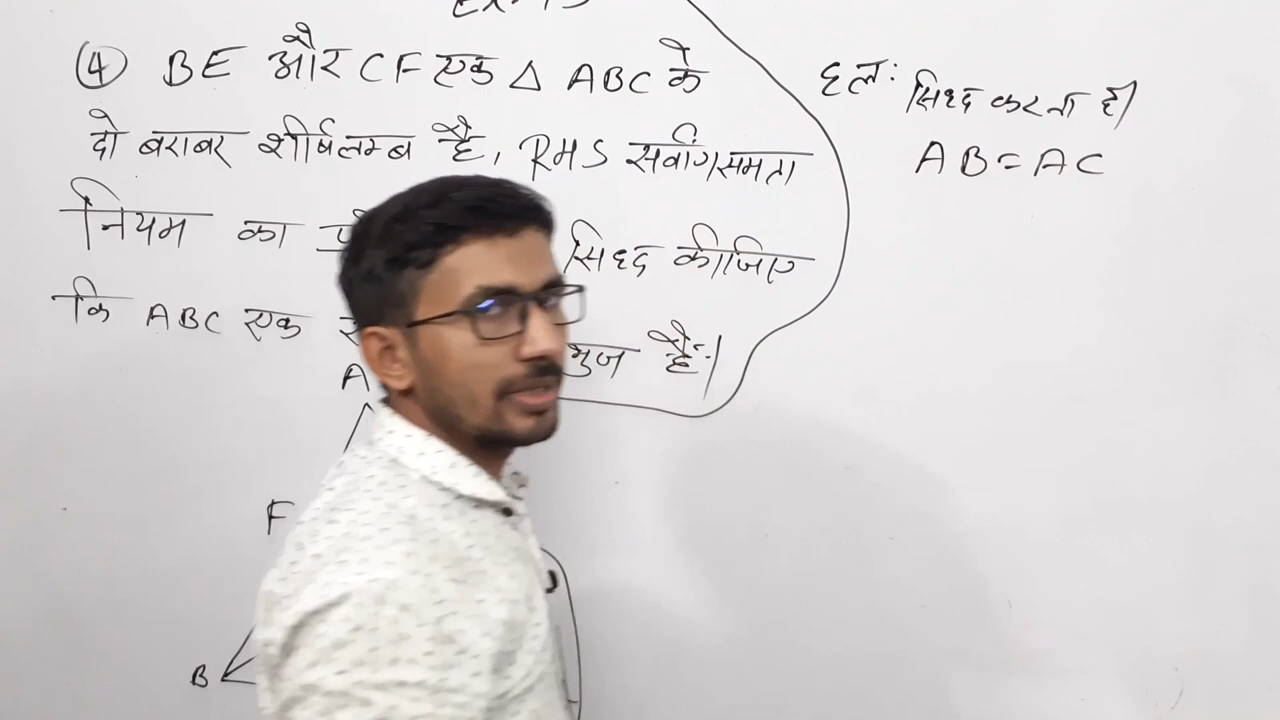 ④ BE और CF एक △ ABC के
दो बराबर शीर्षलम्ब है, RHS सर्वांगसमता
नियम का सिध्द कीजिए
कि ABC एक भुज है।
हल: सिध्द करना है।
AB = AC
A
F
B